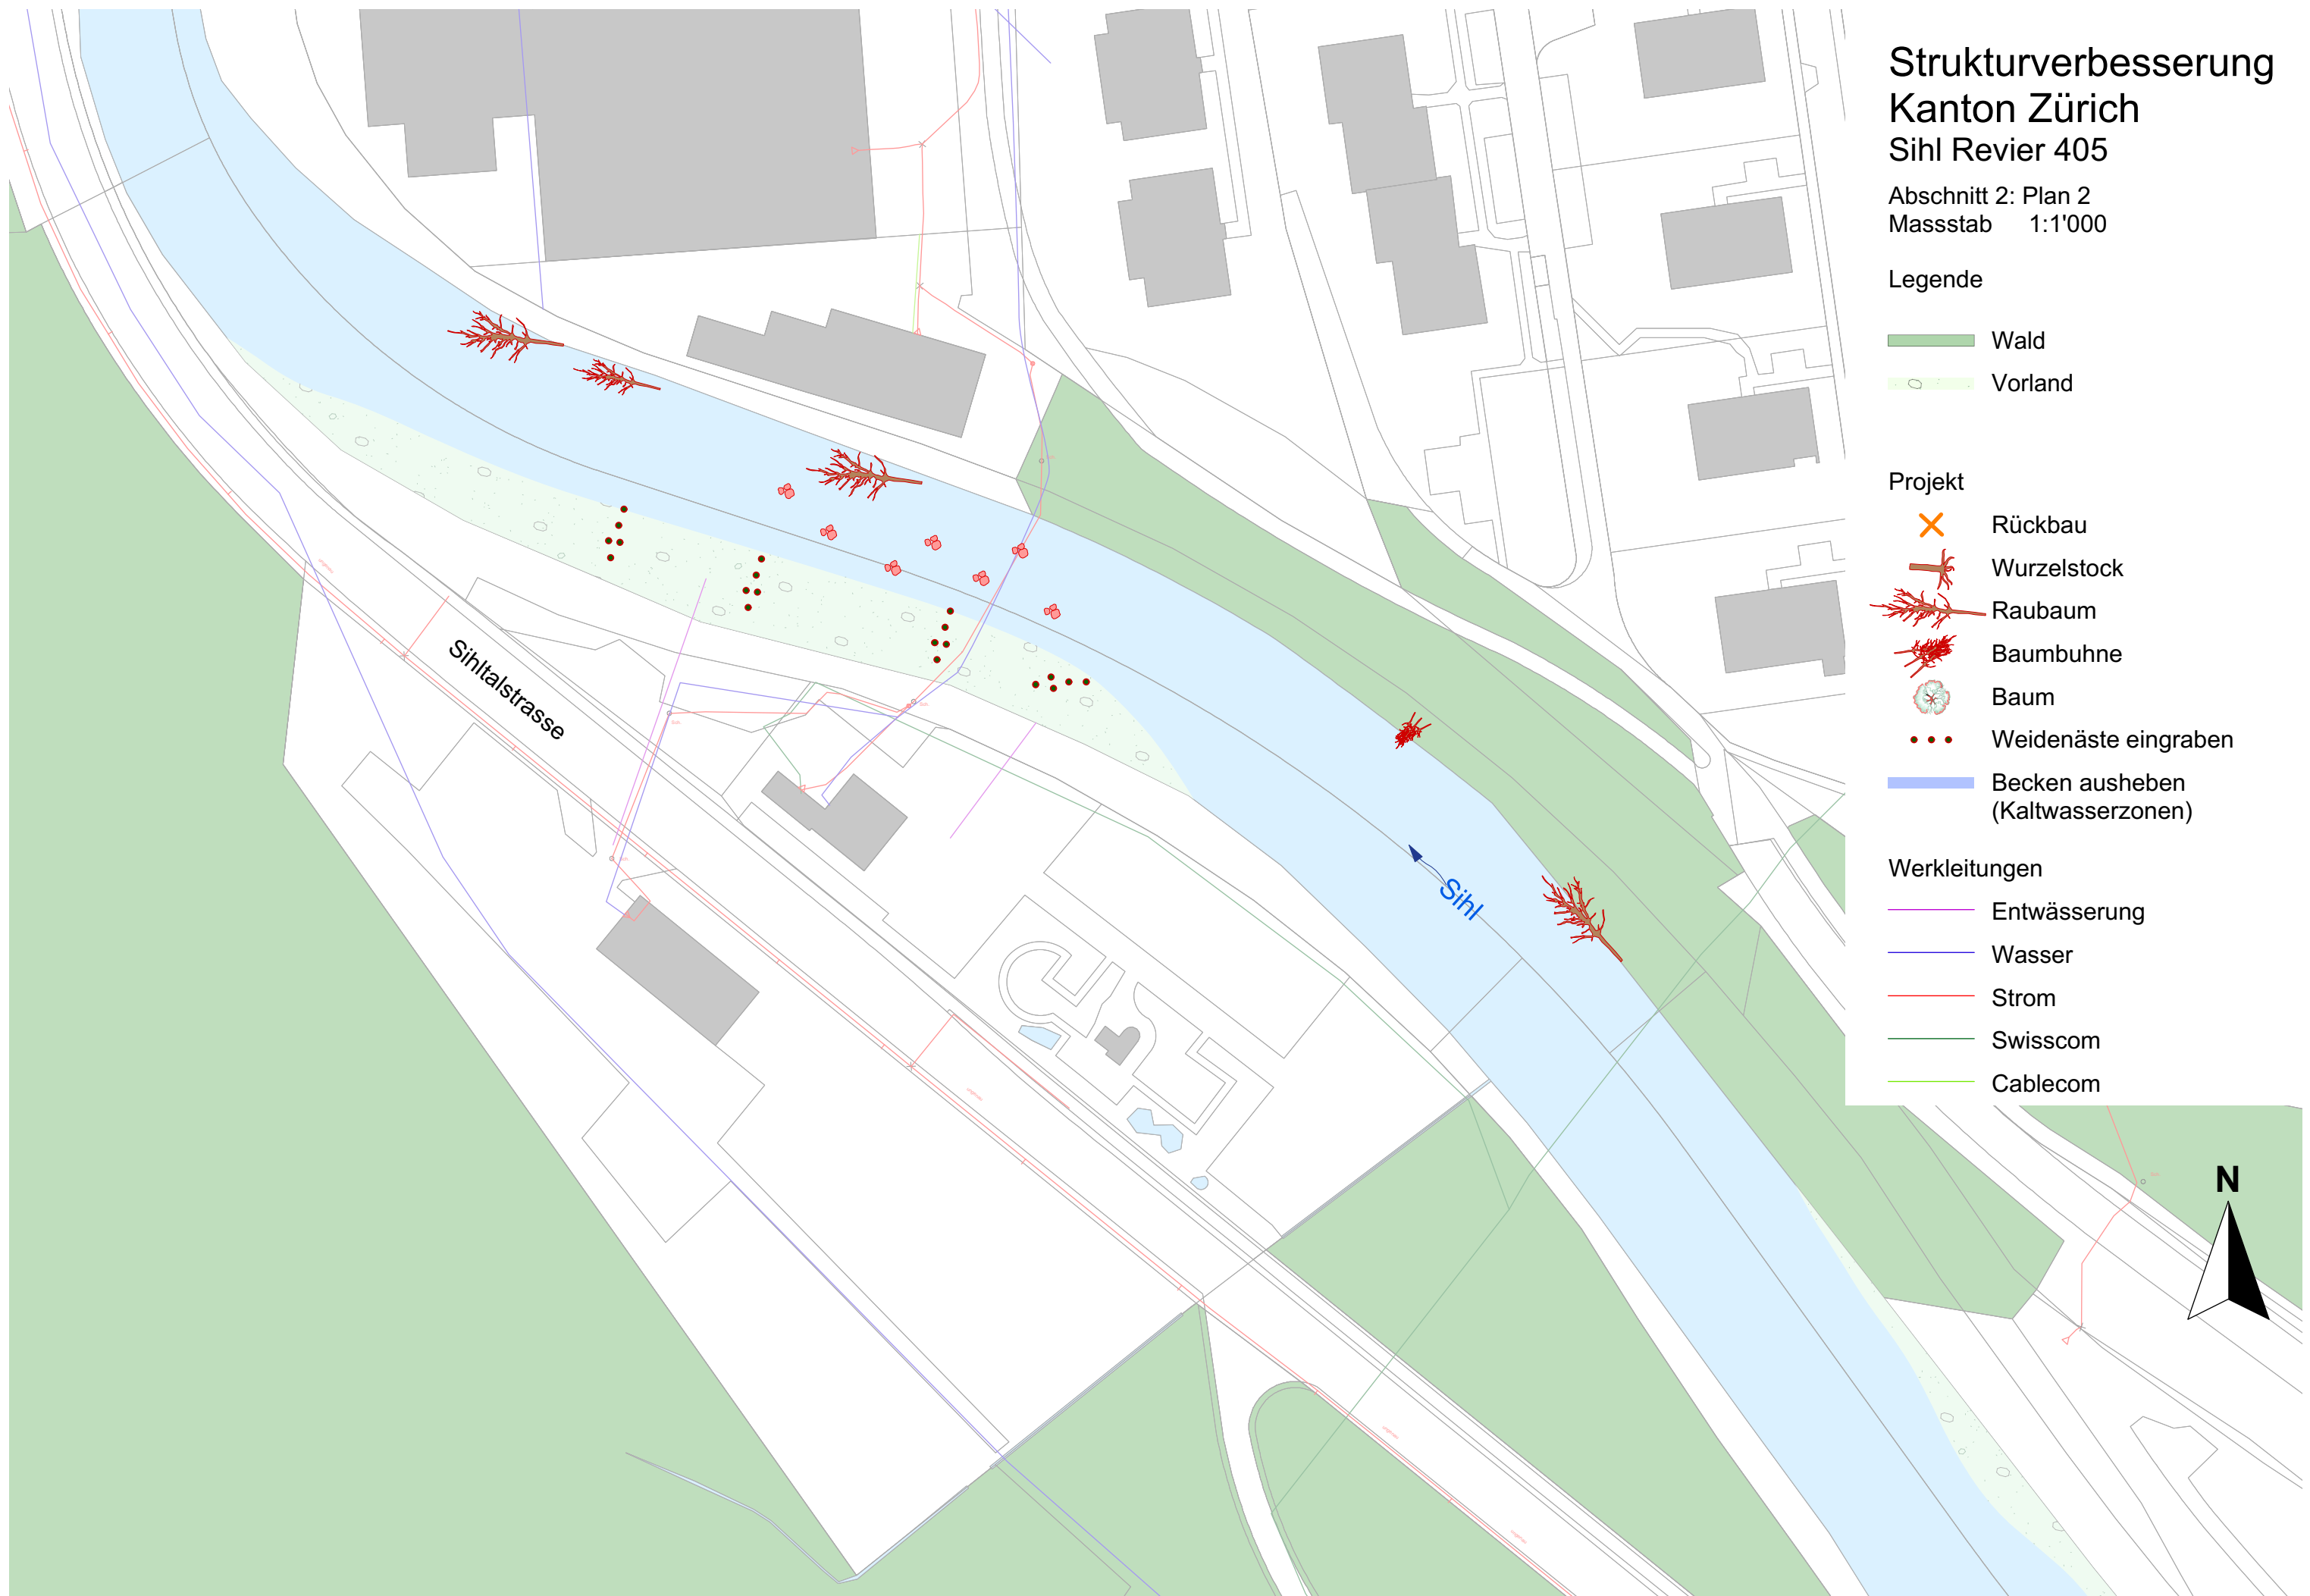 Strukturverbesserung
Kanton Zürich
Sihl Revier 405
Abschnitt 2: Plan 2
Massstab 1:1'000
Legende
Wald
Vorland
Projekt
Rückbau
Wurzelstock
Raubaum
Baumbuhne
Baum
Weidenäste eingraben
Becken ausheben
(Kaltwasserzonen)
Werkleitungen
Entwässerung
Wasser
Strom
Swisscom
Cablecom
Sihltalstrasse
Sihl
N